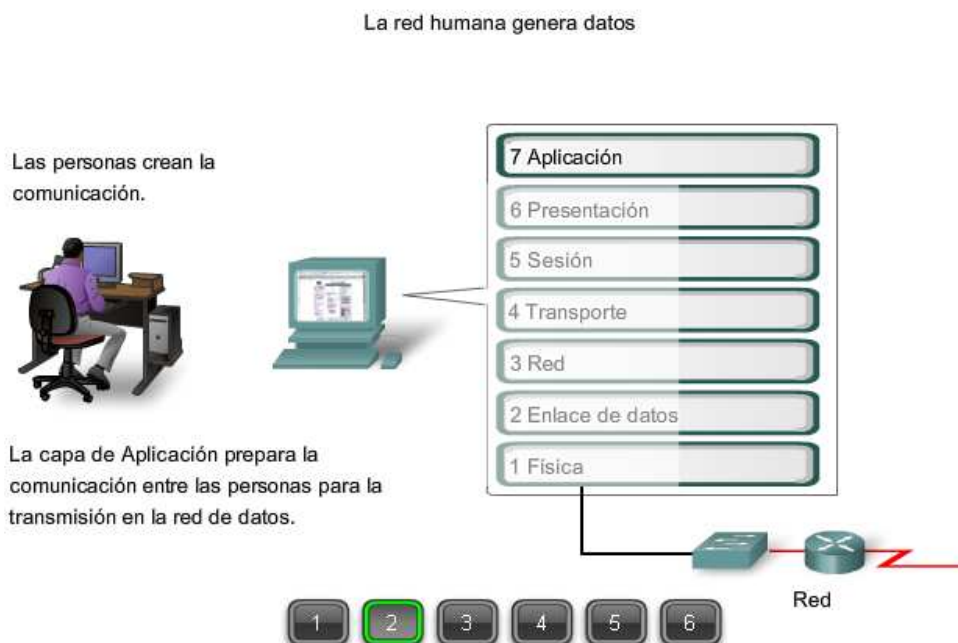 La red humana genera datos
Las personas crean la
comunicación.
7 Aplicación
6 Presentación
5 Sesión
4 Transporte
3 Red
2 Enlace de datos
1 Física
La capa de Aplicación prepara la
comunicación entre las personas para la
transmisión en la red de datos.
Red
1 2 3 4 5 6